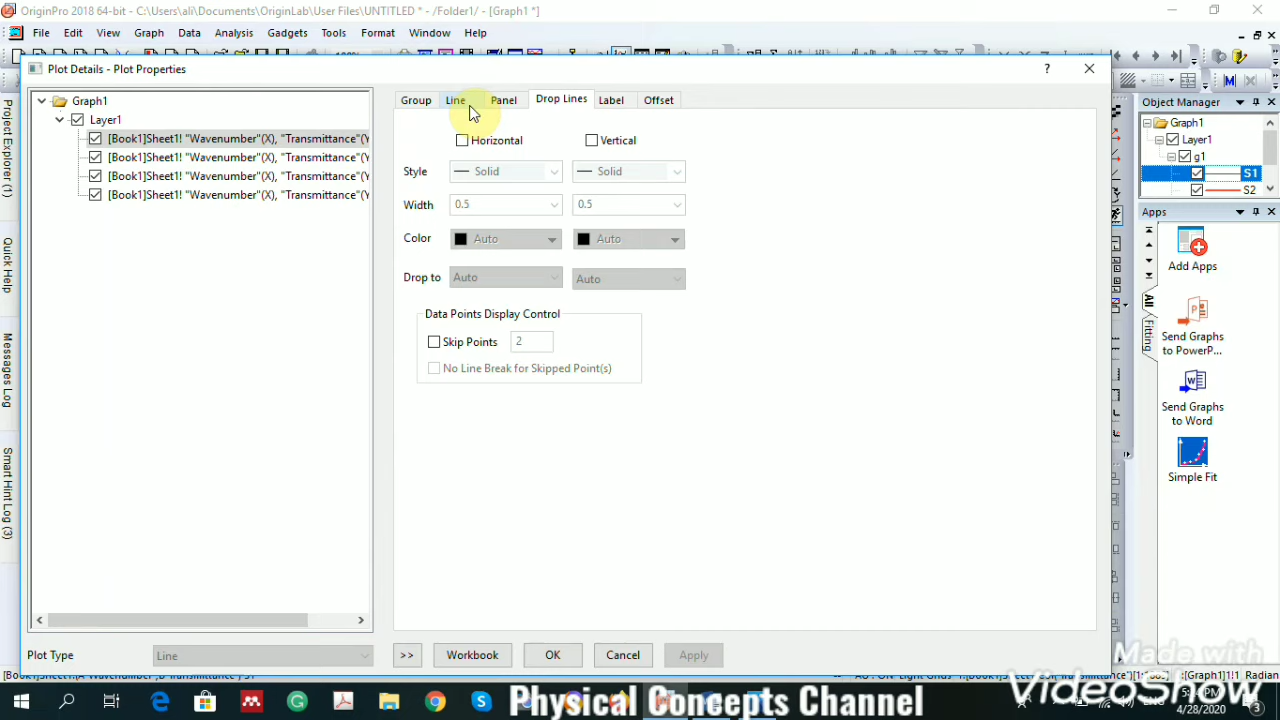 OriginPro 2018 64-bit - C:\Users\ali\Documents\OriginLab\User Files\UNTITLED * - /Folder1/ - [Graph1 *]
File Edit View Graph Data Analysis Gadgets Tools Format Window Help
Plot Details - Plot Properties
?
Graph1
Layer1
[Book1]Sheet1! "Wavenumber"(X), "Transmittance"(Y
[Book1]Sheet1! "Wavenumber"(X), "Transmittance"(Y
[Book1]Sheet1! "Wavenumber"(X), "Transmittance"(Y
[Book1]Sheet1! "Wavenumber"(X), "Transmittance"(Y
Group Line Panel Drop Lines Label Offset
Horizontal Vertical
Style Solid Solid
Width 0.5 0.5
Color Auto Auto
Drop to Auto Auto
Data Points Display Control
Skip Points 2
No Line Break for Skipped Point(s)
Plot Type Line
>> Workbook OK Cancel Apply
Project Explorer (1)
Quick Help
Messages Log
Smart Hint Log (3)
Object Manager
Graph1
Layer1
g1
S1
S2
Apps
All
Fitting
Add Apps
Send Graphs
to PowerP...
Send Graphs
to Word
Simple Fit
Radian
Made with
VideoShow
Physical Concepts Channel
ENG
4/28/2020
3